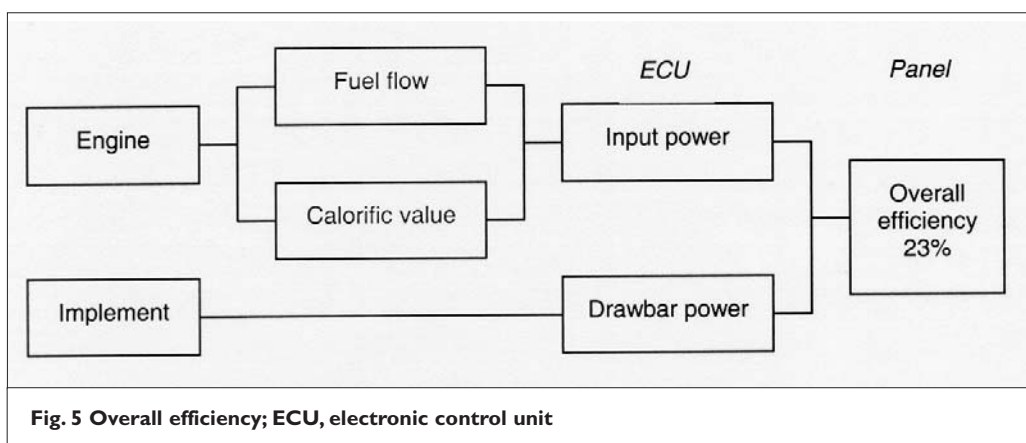 ECU
Panel
Fuel flow
Engine
Input power
Calorific value
Overall
efficiency
23%
Implement
Drawbar power
Fig. 5 Overall efficiency; ECU, electronic control unit